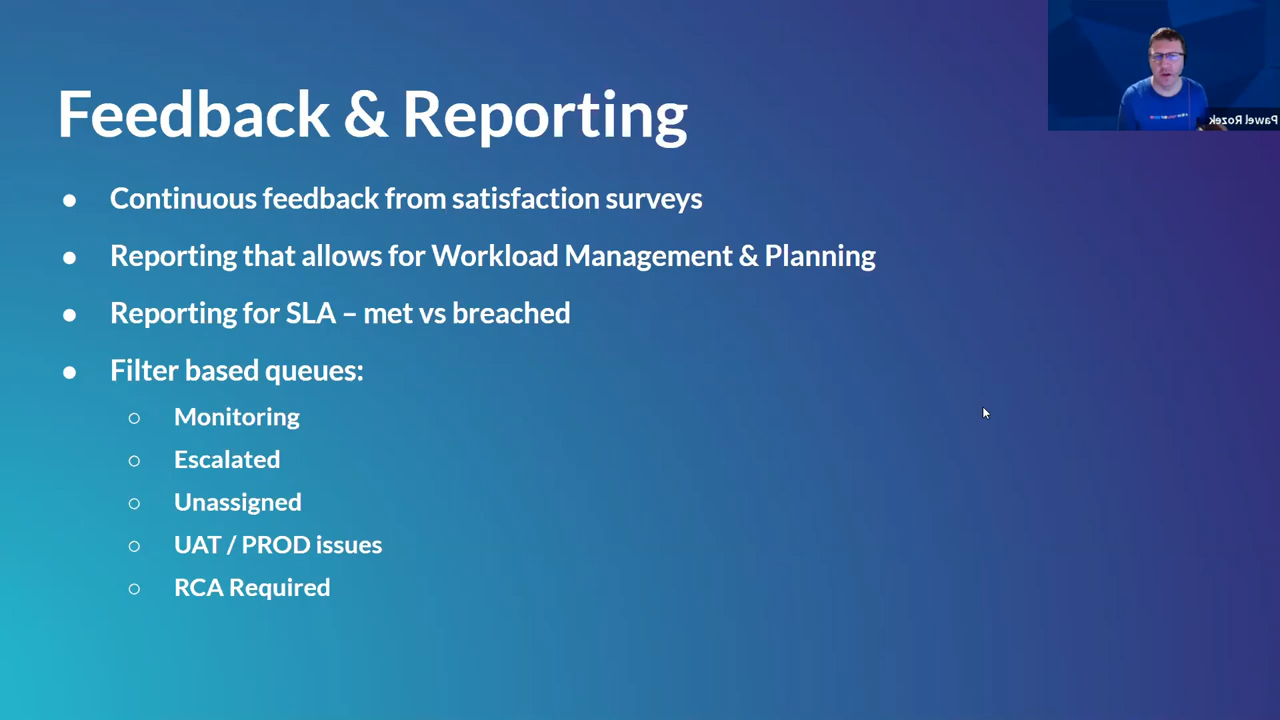 Feedback & Reporting
● Continuous feedback from satisfaction surveys
● Reporting that allows for Workload Management & Planning
● Reporting for SLA – met vs breached
● Filter based queues:
○ Monitoring
○ Escalated
○ Unassigned
○ UAT / PROD issues
○ RCA Required
Pawel Rozek